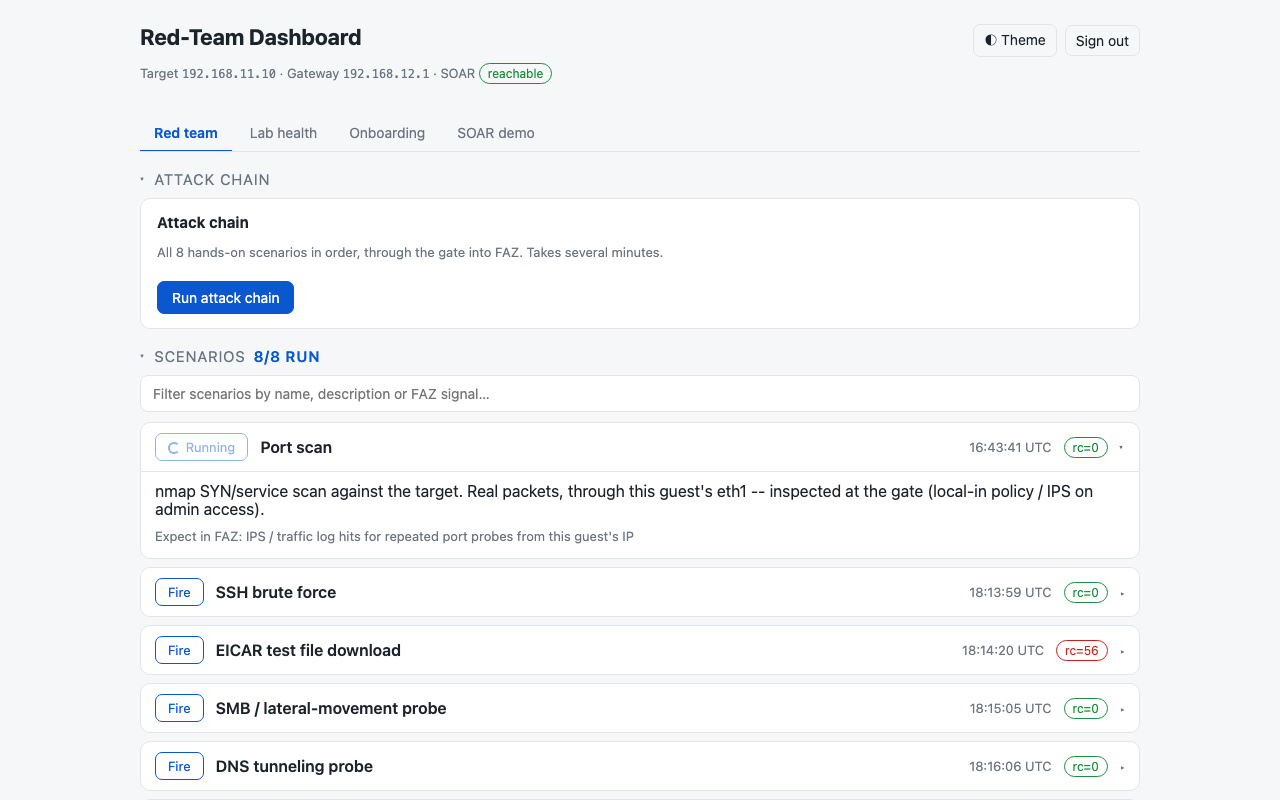 Red-Team Dashboard
Theme
Sign out
Target 192.168.11.10 · Gateway 192.168.12.1 · SOAR reachable
Red team
Lab health
Onboarding
SOAR demo
ATTACK CHAIN
Attack chain
All 8 hands-on scenarios in order, through the gate into FAZ. Takes several minutes.
Run attack chain
SCENARIOS 8/8 RUN
Filter scenarios by name, description or FAZ signal...
Running Port scan 16:43:41 UTC rc=0
nmap SYN/service scan against the target. Real packets, through this guest's eth1 -- inspected at the gate (local-in policy / IPS on
admin access).
Expect in FAZ: IPS / traffic log hits for repeated port probes from this guest's IP
Fire SSH brute force 18:13:59 UTC rc=0
Fire EICAR test file download 18:14:20 UTC rc=56
Fire SMB / lateral-movement probe 18:15:05 UTC rc=0
Fire DNS tunneling probe 18:16:06 UTC rc=0